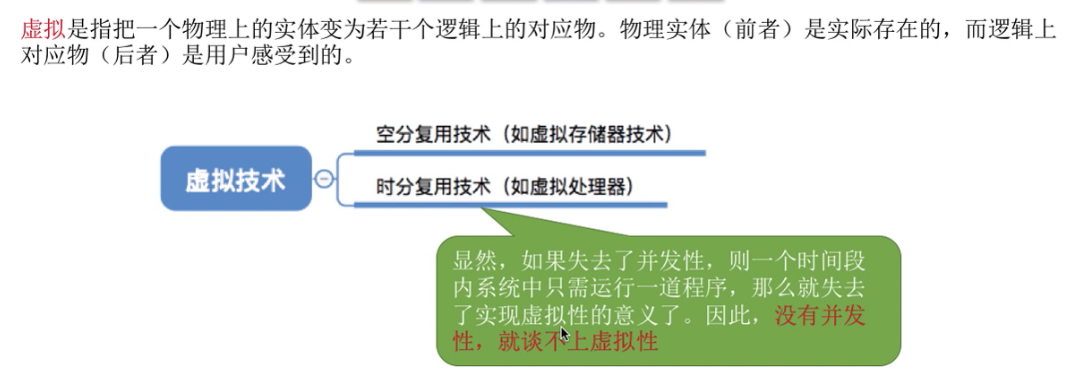 虚拟是指把一个物理上的实体变为若干个逻辑上的对应物。物理实体（前者）是实际存在的，而逻辑上
对应物（后者）是用户感受到的。
空分复用技术（如虚拟存储器技术）
虚拟技术
时分复用技术（如虚拟处理器）
显然，如果失去了并发性，则一个时间段
内系统中只需运行一道程序，那么就失去
了实现虚拟性的意义了。因此，没有并发
性，就谈不上虚拟性